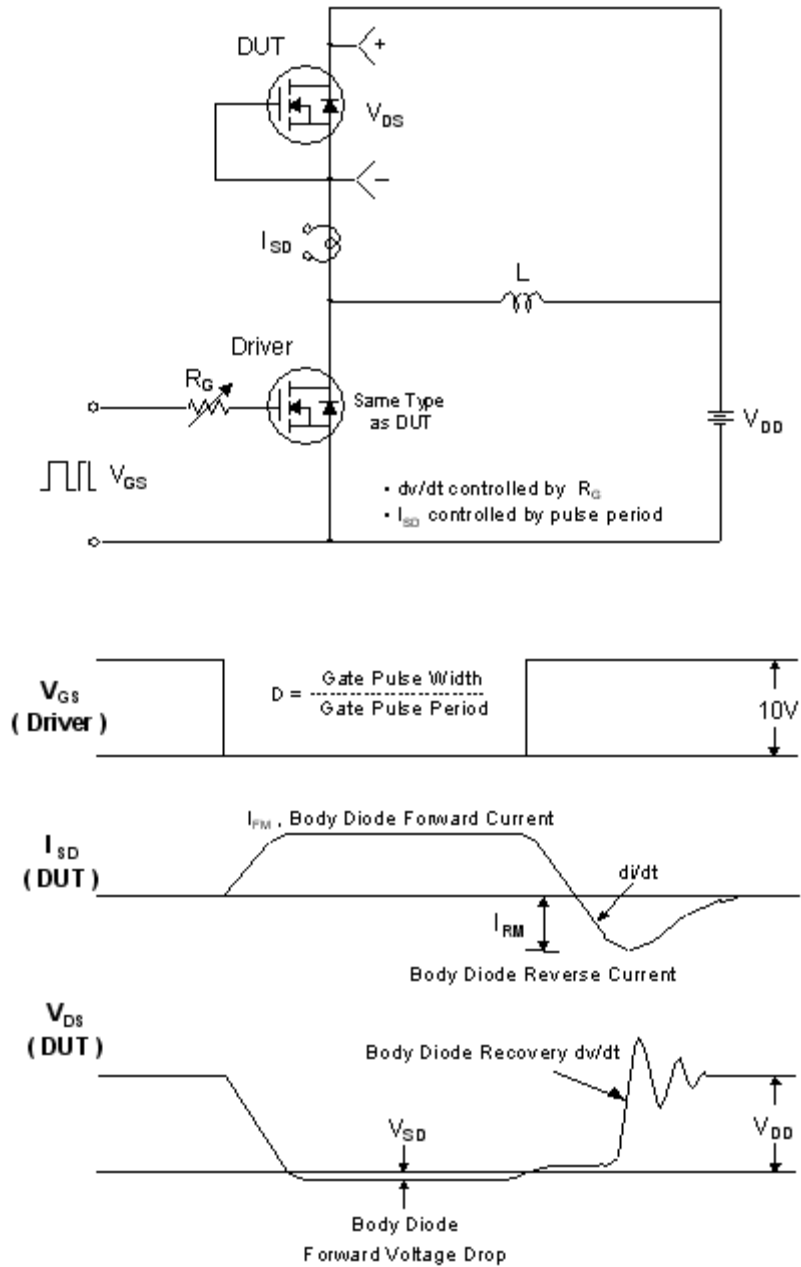 DUT
+
V_DS
−
I_SD
L
Driver
R_G
Same Type
as DUT
V_DD
V_GS
• dv/dt controlled by R_G
• I_SD controlled by pulse period
V_GS
( Driver )
D = Gate Pulse Width
Gate Pulse Period
10V
I_FM , Body Diode Forward Current
I_SD
( DUT )
di/dt
I_RM
Body Diode Reverse Current
V_DS
( DUT )
Body Diode Recovery dv/dt
V_SD
V_DD
Body Diode
Forward Voltage Drop